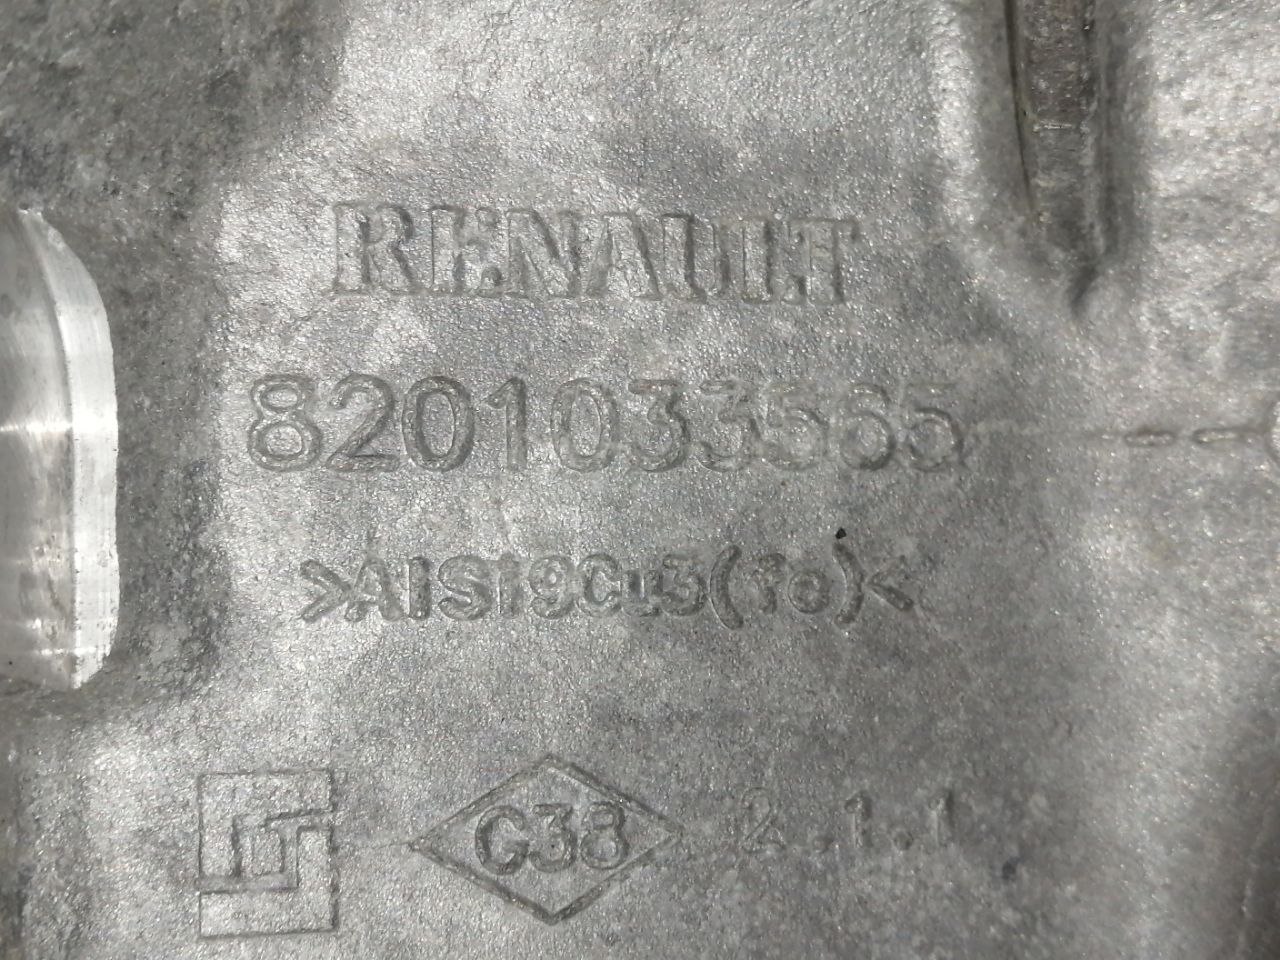 RENAULT
8201033565
>AlSi9Cu3(fe)<
C38 2.1.1